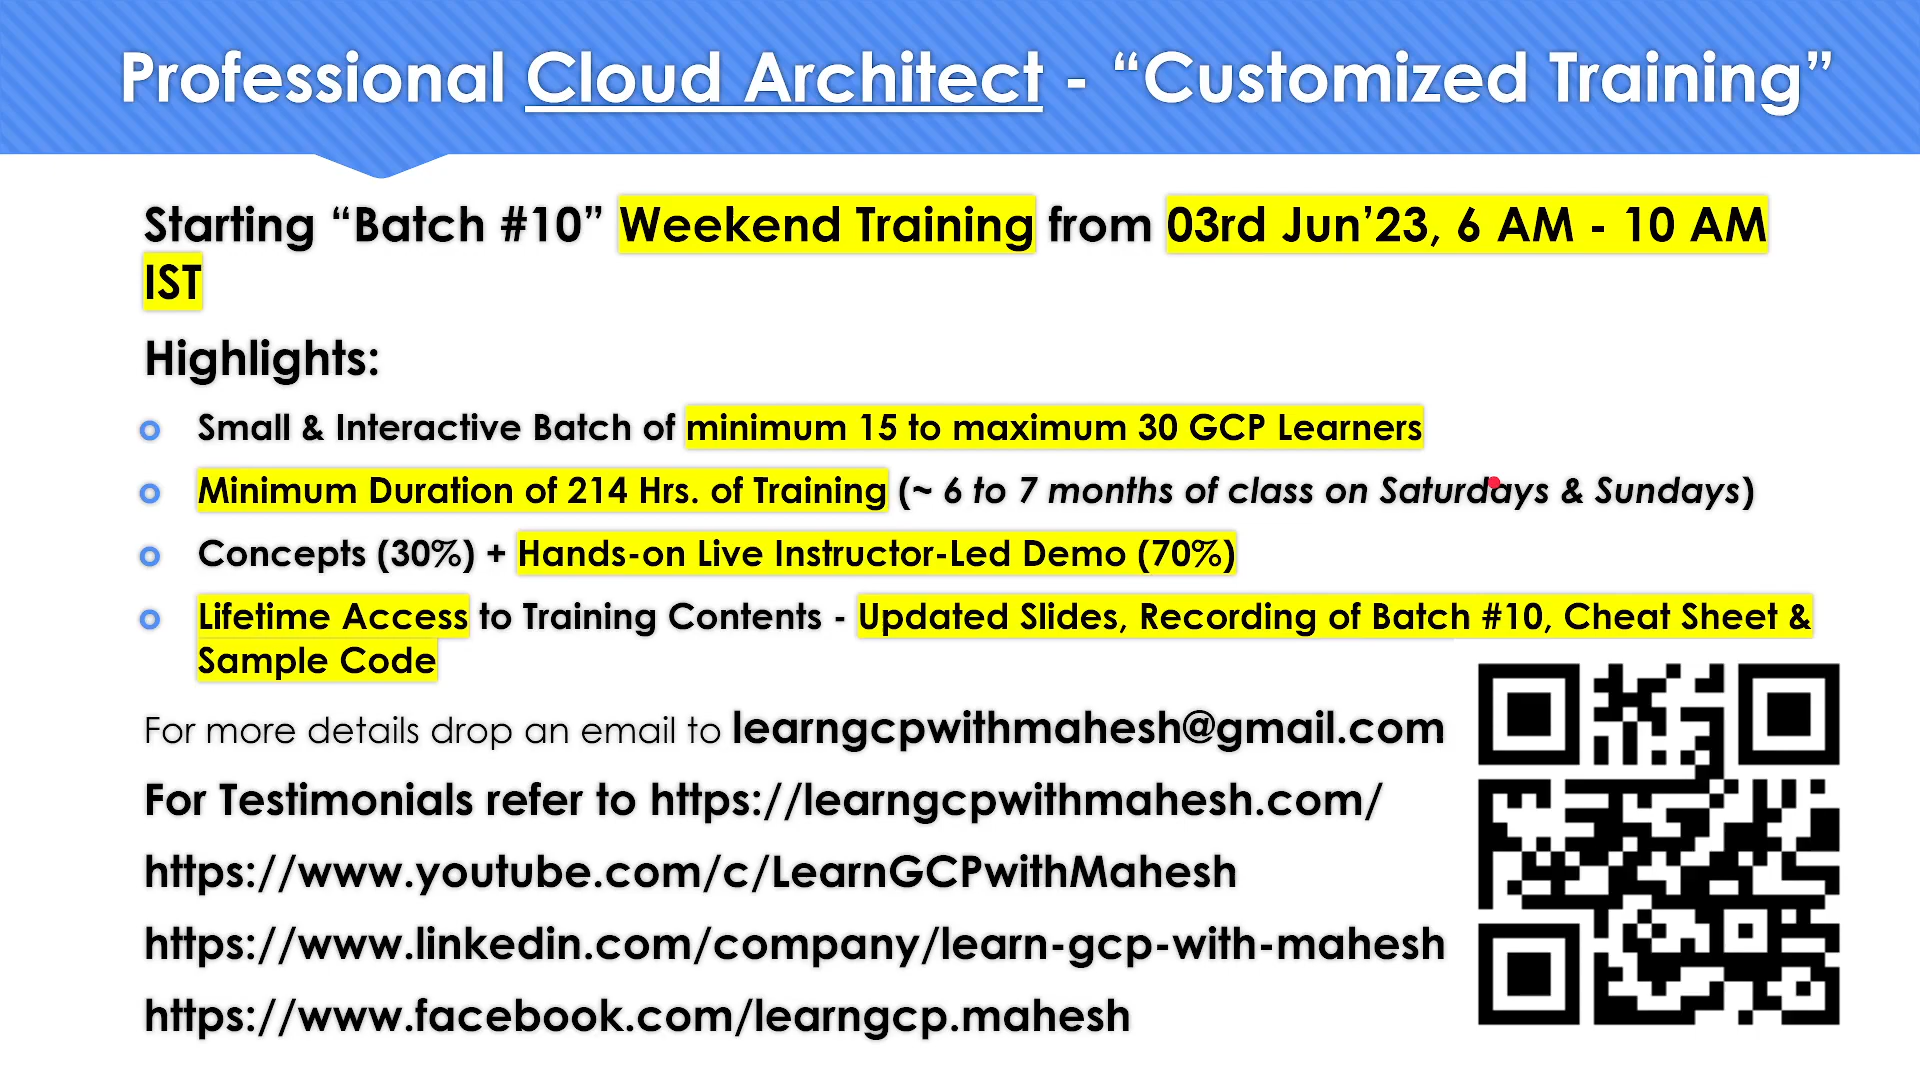 Professional Cloud Architect - “Customized Training”
Starting “Batch #10” Weekend Training from 03rd Jun’23, 6 AM - 10 AM
IST
Highlights:
Small & Interactive Batch of minimum 15 to maximum 30 GCP Learners
Minimum Duration of 214 Hrs. of Training (~ 6 to 7 months of class on Saturdays & Sundays)
Concepts (30%) + Hands-on Live Instructor-Led Demo (70%)
Lifetime Access to Training Contents - Updated Slides, Recording of Batch #10, Cheat Sheet &
Sample Code
For more details drop an email to learngcpwithmahesh@gmail.com
For Testimonials refer to https://learngcpwithmahesh.com/
https://www.youtube.com/c/LearnGCPwithMahesh
https://www.linkedin.com/company/learn-gcp-with-mahesh
https://www.facebook.com/learngcp.mahesh